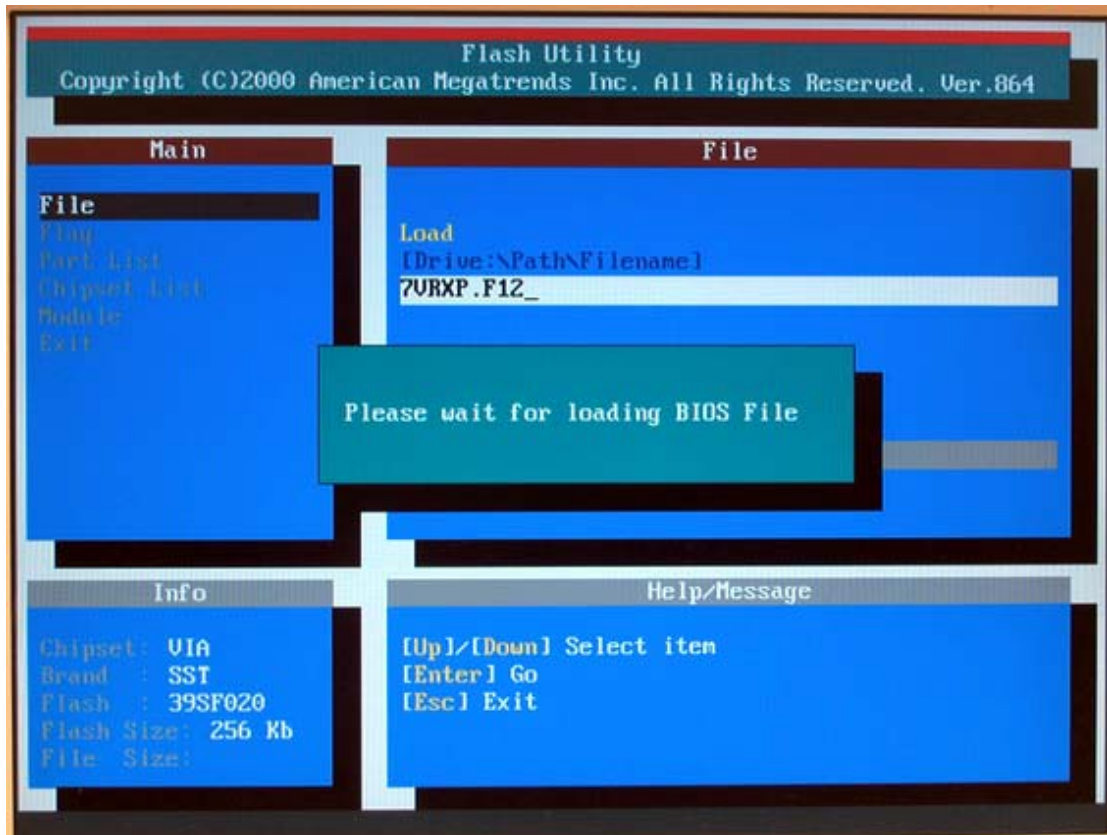 Flash Utility
Copyright (C)2000 American Megatrends Inc. All Rights Reserved. Ver.864
Main
File
Flag
Part List
Chipset List
Module
Exit
File
Load
[Drive:\Path\Filename]
7VRXP.F12_
Please wait for loading BIOS File
Info
Chipset: VIA
Brand : SST
Flash : 39SF020
Flash Size: 256 Kb
File Size:
Help/Message
[Up]/[Down] Select item
[Enter] Go
[Esc] Exit